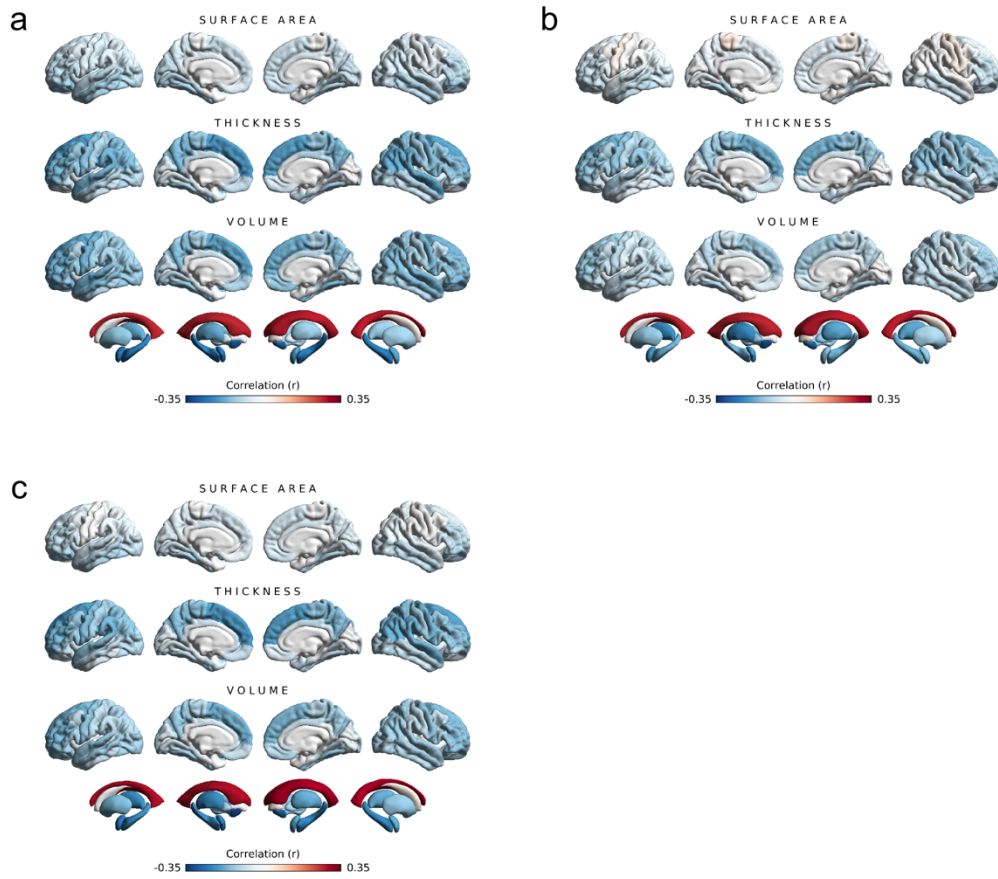 a
SURFACE AREA
THICKNESS
VOLUME
Correlation (r)
-0.35 0.35
b
SURFACE AREA
THICKNESS
VOLUME
Correlation (r)
-0.35 0.35
c
SURFACE AREA
THICKNESS
VOLUME
Correlation (r)
-0.35 0.35